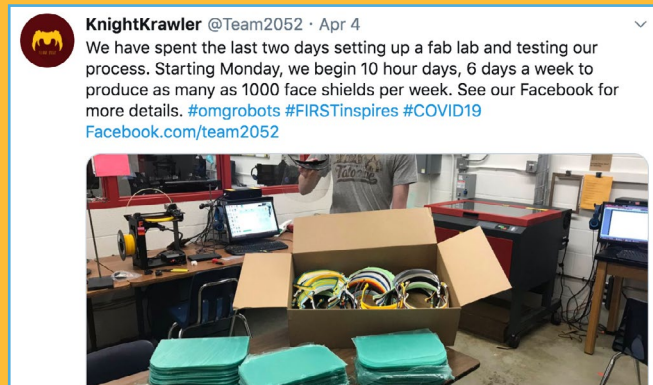 KnightKrawler @Team2052 · Apr 4
We have spent the last two days setting up a fab lab and testing our
process. Starting Monday, we begin 10 hour days, 6 days a week to
produce as many as 1000 face shields per week. See our Facebook for
more details. #omgrobots #FIRSTinspires #COVID19
Facebook.com/team2052